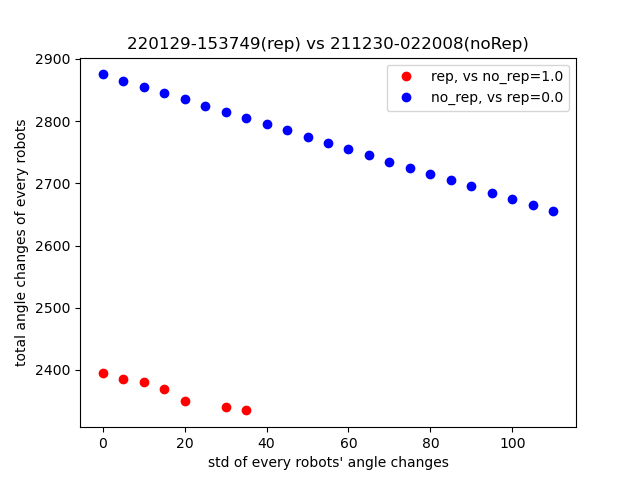 220129-153749(rep) vs 211230-022008(noRep)
rep, vs no_rep=1.0
no_rep, vs rep=0.0
total angle changes of every robots
2900
2800
2700
2600
2500
2400
0 20 40 60 80 100
std of every robots' angle changes